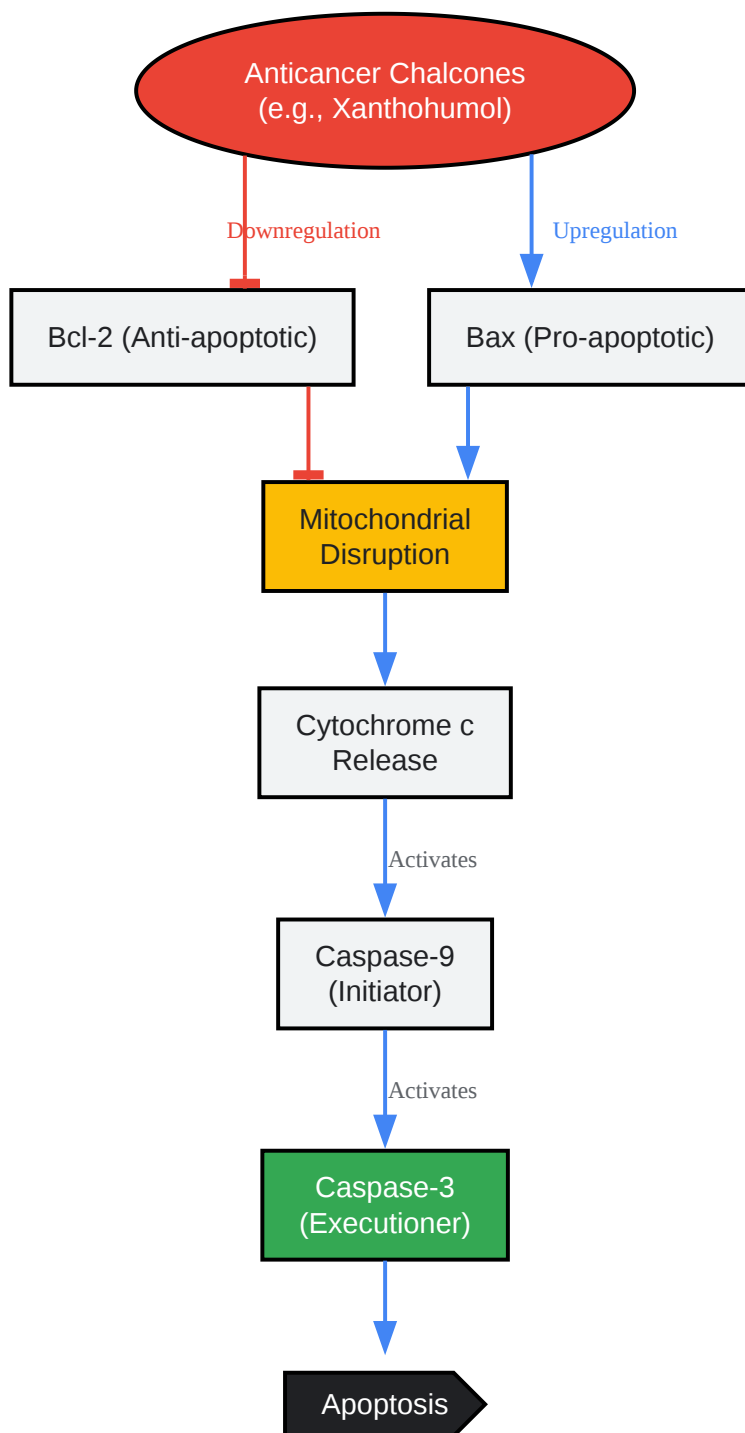 Anticancer Chalcones
(e.g., Xanthohumol)
Downregulation
Upregulation
Bcl-2 (Anti-apoptotic)
Bax (Pro-apoptotic)
Mitochondrial
Disruption
Cytochrome c
Release
Activates
Caspase-9
(Initiator)
Activates
Caspase-3
(Executioner)
Apoptosis